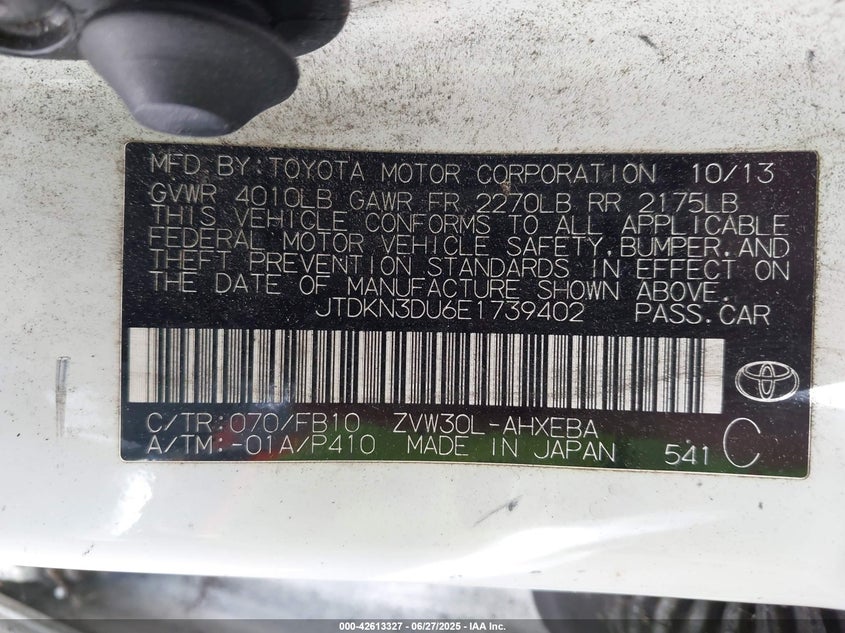 MFD. BY: TOYOTA MOTOR CORPORATION 10/13
GVWR 4010LB GAWR FR 2270LB RR 2175LB
THIS VEHICLE CONFORMS TO ALL APPLICABLE
FEDERAL MOTOR VEHICLE SAFETY, BUMPER, AND
THEFT PREVENTION STANDARDS IN EFFECT ON
THE DATE OF MANUFACTURE SHOWN ABOVE.
JTDKN3DU6E1739402 PASS. CAR
C/TR: 070/FB10 ZVW30L-AHXEBA
A/TM: -01A/P410 MADE IN JAPAN 541 C
000-42613327 - 06/27/2025 - IAA Inc.